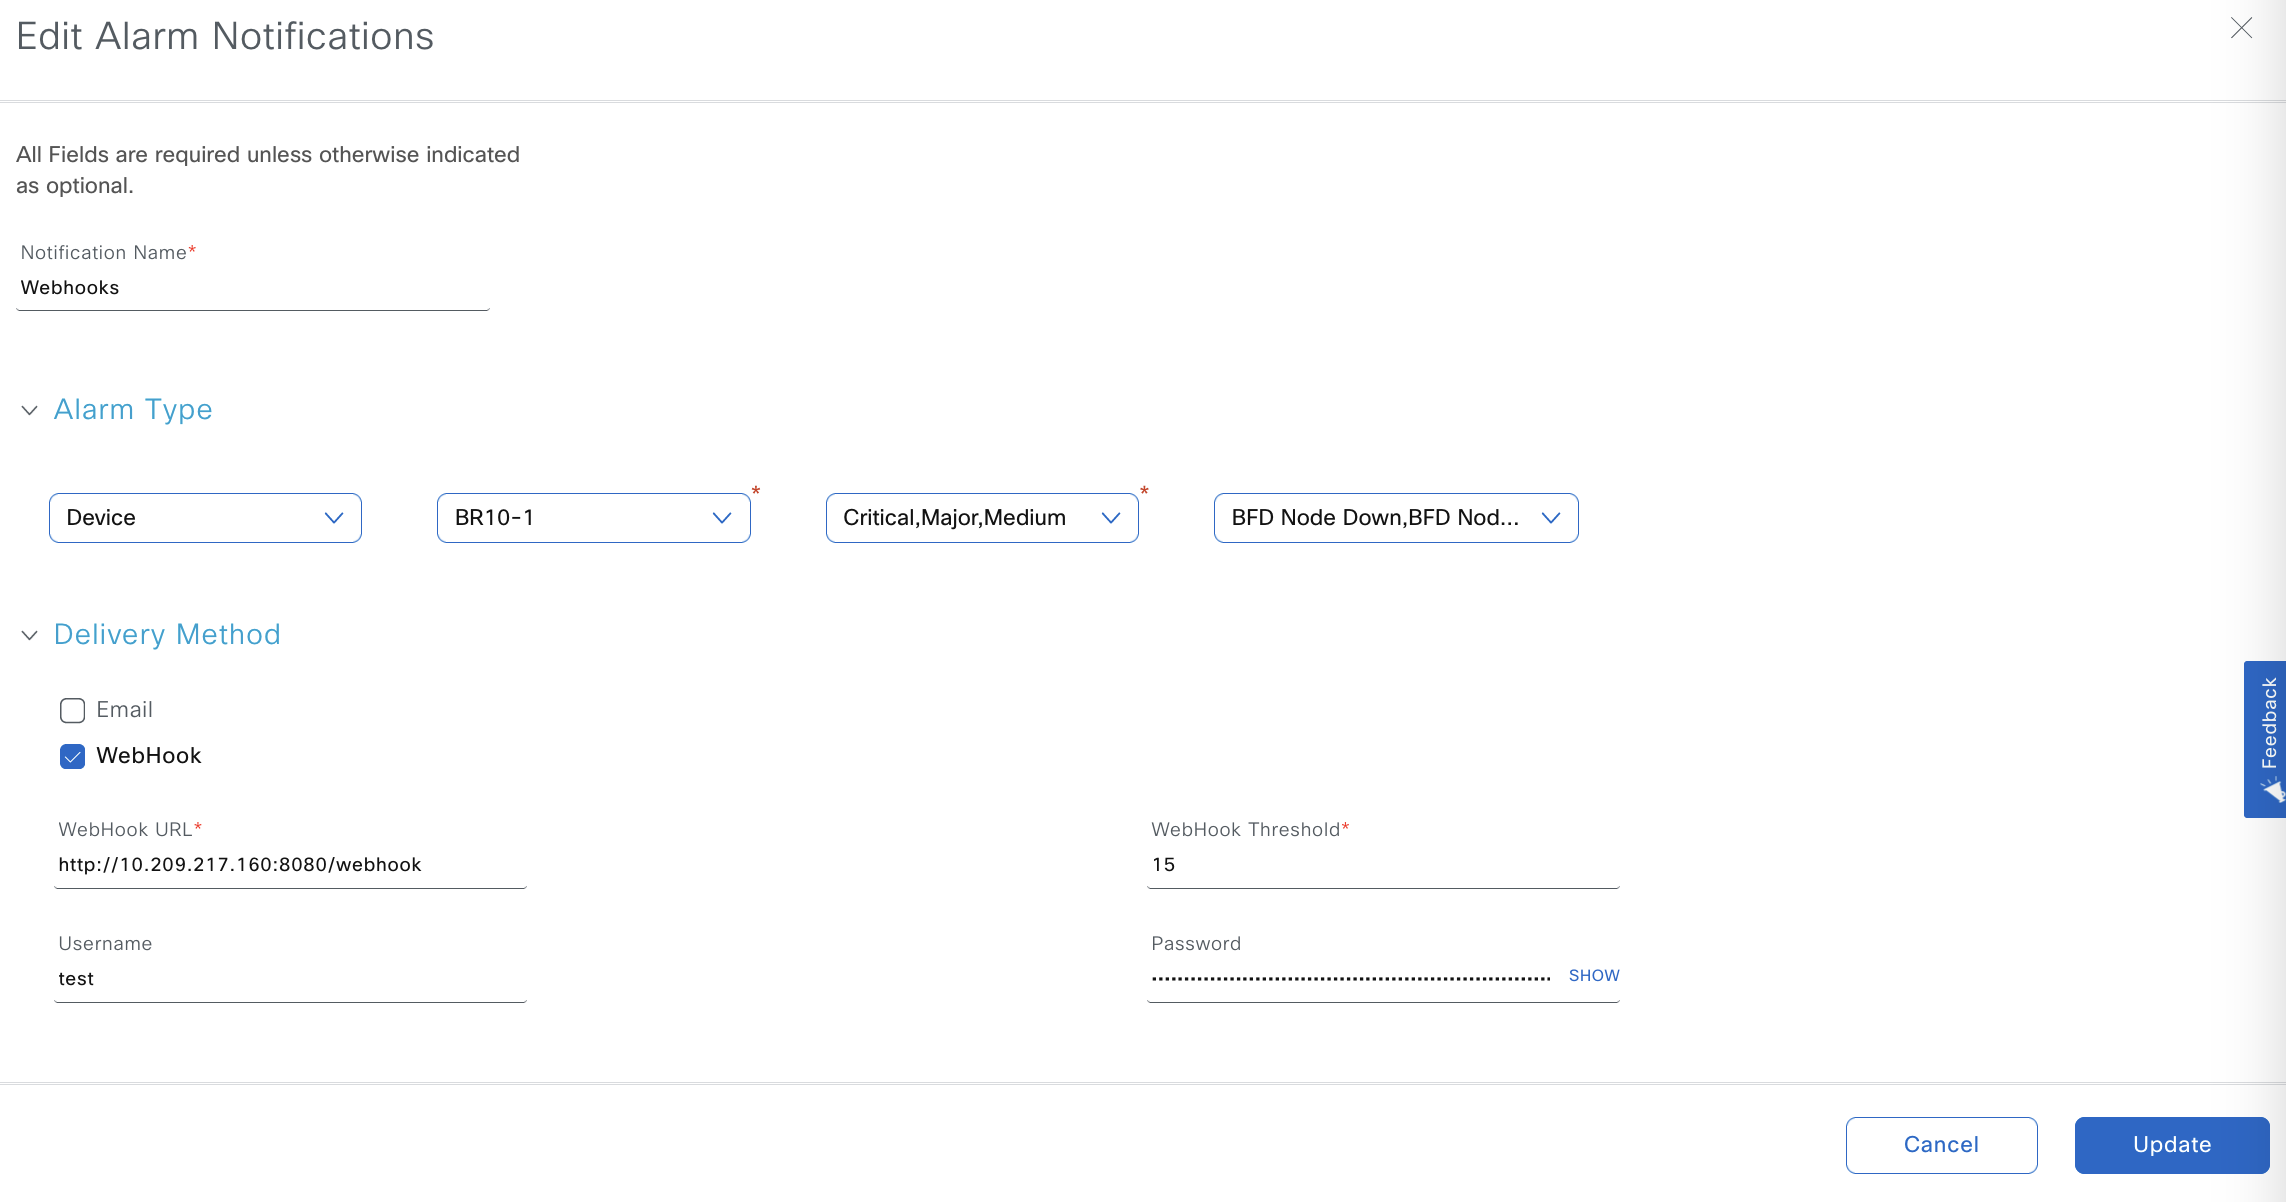 Edit Alarm Notifications
All Fields are required unless otherwise indicated
as optional.
Notification Name*
Webhooks
Alarm Type
Device
BR10-1
*
Critical,Major,Medium
*
BFD Node Down,BFD Nod...
Delivery Method
Email
WebHook
WebHook URL*
http://10.209.217.160:8080/webhook
WebHook Threshold*
15
Username
test
Password
SHOW
Feedback
Cancel
Update